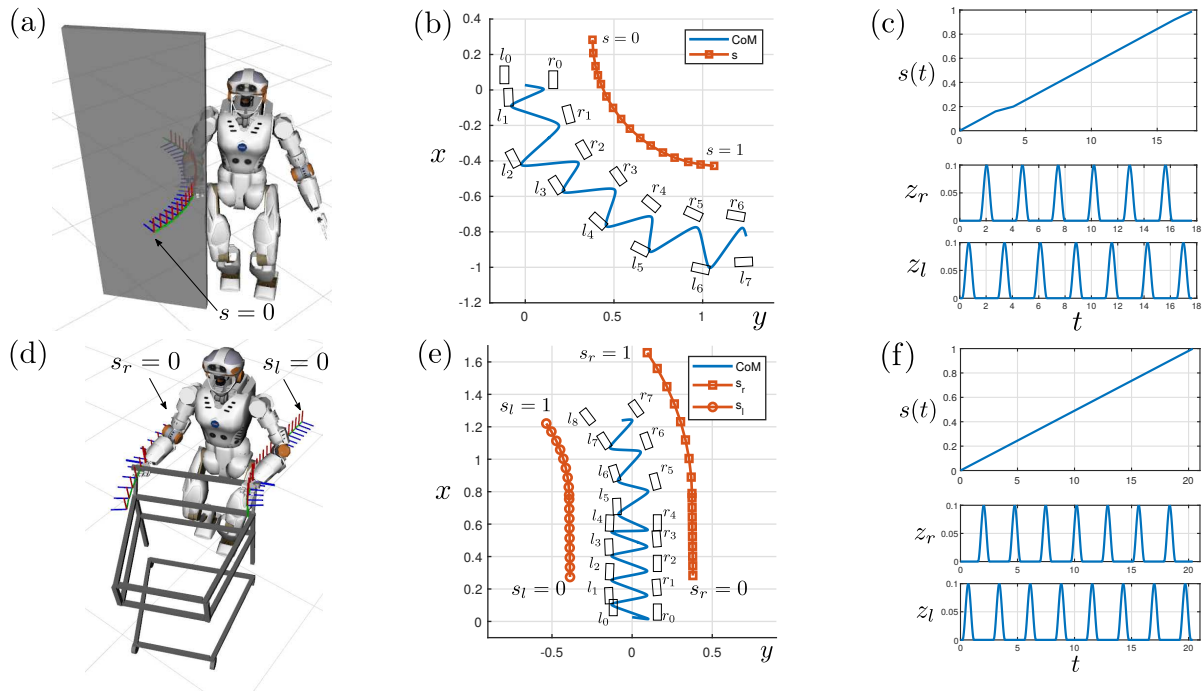 (a)
s = 0
(b)
0.4
0.2
0
-0.2
-0.4
-0.6
-0.8
-1
-1.2
x
0
0.5
1
y
CoM
s
s = 0
s = 1
l0
r0
l1
r1
l2
r2
l3
r3
l4
r4
l5
r5
l6
r6
l7
(c)
s(t)
1
0.8
0.6
0.4
0.2
0
0
5
10
15
zr
0.1
0.05
0
0 2 4 6 8 10 12 14 16 18
zl
0.1
0.05
0
0 2 4 6 8 10 12 14 16 18
t
(d)
sr = 0
sl = 0
(e)
1.6
1.4
1.2
1
0.8
0.6
0.4
0.2
0
x
-0.5
0
0.5
y
CoM
sr
sl
sr = 1
sl = 1
sl = 0
sr = 0
l8
r7
l7
r6
l6
r5
l5
l4
r4
l3
r3
l2
r2
l1
r1
l0
r0
(f)
s(t)
1
0.8
0.6
0.4
0.2
0
0
5
10
15
20
zr
0.1
0.05
0
0
5
10
15
20
zl
0.1
0.05
0
0 2 4 6 8 10 12 14 16 18 20
t